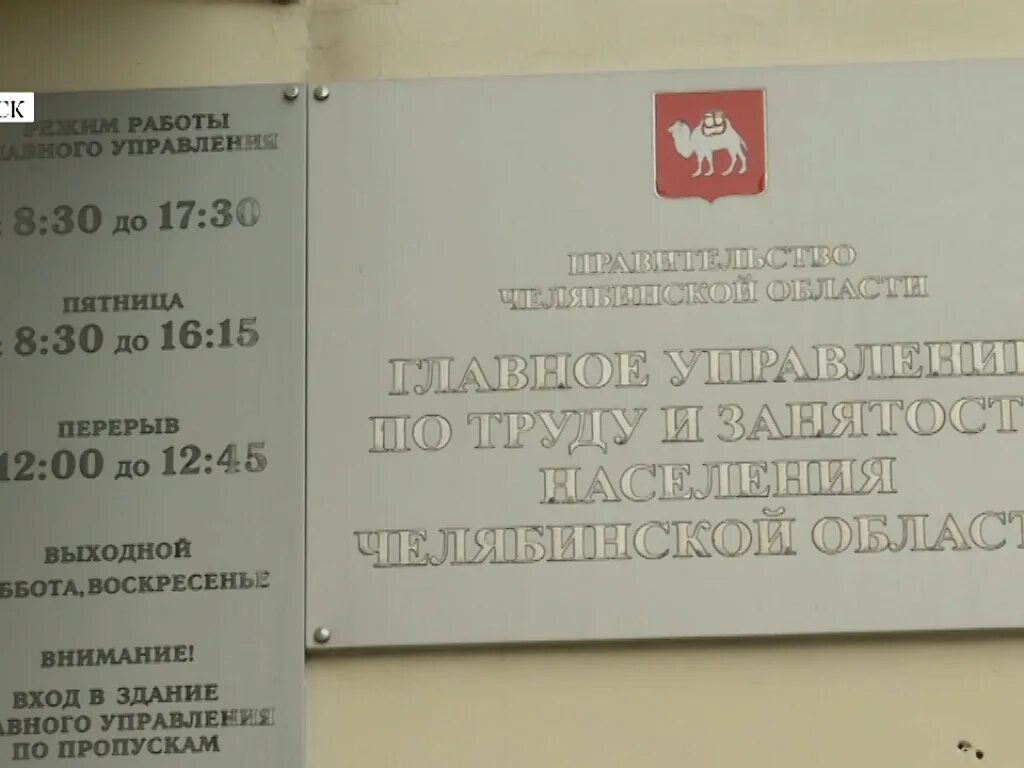 СК
РЕЖИМ РАБОТЫ
ЛАВНОГО УПРАВЛЕНИЯ
8:30 ДО 17:30
ПЯТНИЦА
8:30 ДО 16:15
ПЕРЕРЫВ
12:00 ДО 12:45
ВЫХОДНОЙ
ББОТА, ВОСКРЕСЕНЬЕ
ВНИМАНИЕ!
ВХОД В ЗДАНИЕ
АВНОГО УПРАВЛЕНИЯ
ПО ПРОПУСКАМ
ПРАВИТЕЛЬСТВО
ЧЕЛЯБИНСКОЙ ОБЛАСТИ
ГЛАВНОЕ УПРАВЛЕНИ
ПО ТРУДУ И ЗАНЯТОСТ
НАСЕЛЕНИЯ
ЧЕЛЯБИНСКОЙ ОБЛАСТ